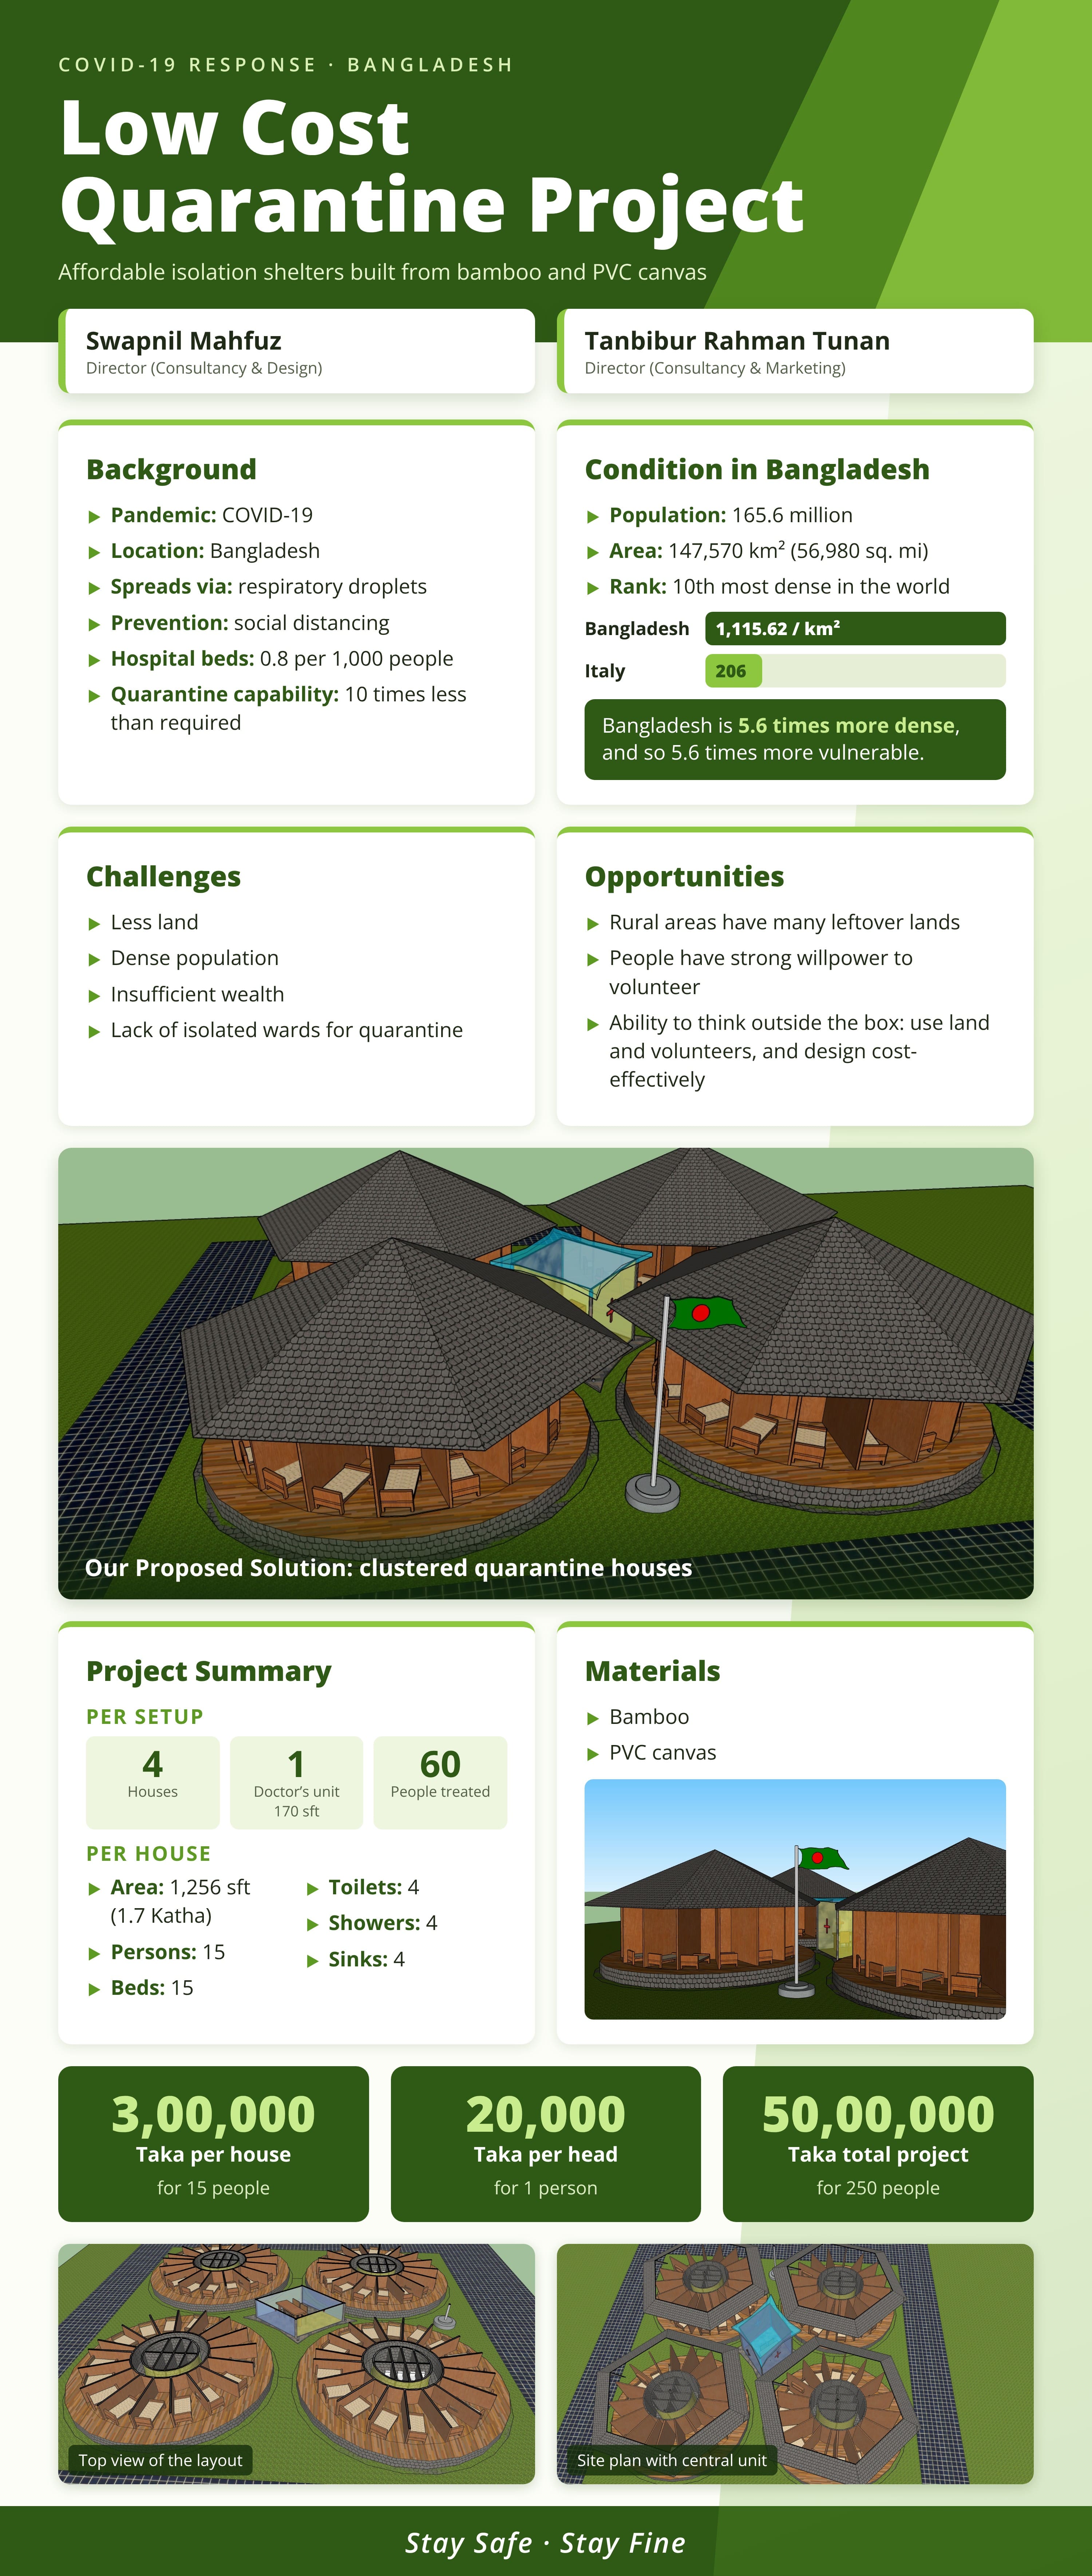 COVID-19 RESPONSE · BANGLADESH
Low Cost
Quarantine Project
Affordable isolation shelters built from bamboo and PVC canvas
Swapnil Mahfuz
Director (Consultancy & Design)
Tanbibur Rahman Tunan
Director (Consultancy & Marketing)
Background
Pandemic: COVID-19
Location: Bangladesh
Spreads via: respiratory droplets
Prevention: social distancing
Hospital beds: 0.8 per 1,000 people
Quarantine capability: 10 times less
than required
Condition in Bangladesh
Population: 165.6 million
Area: 147,570 km² (56,980 sq. mi)
Rank: 10th most dense in the world
Bangladesh 1,115.62 / km²
Italy 206
Bangladesh is 5.6 times more dense,
and so 5.6 times more vulnerable.
Challenges
Less land
Dense population
Insufficient wealth
Lack of isolated wards for quarantine
Opportunities
Rural areas have many leftover lands
People have strong willpower to
volunteer
Ability to think outside the box: use land
and volunteers, and design cost-
effectively
Our Proposed Solution: clustered quarantine houses
Project Summary
PER SETUP
4
Houses
1
Doctor's unit
170 sft
60
People treated
PER HOUSE
Area: 1,256 sft
(1.7 Katha)
Persons: 15
Beds: 15
Toilets: 4
Showers: 4
Sinks: 4
Materials
Bamboo
PVC canvas
3,00,000
Taka per house
for 15 people
20,000
Taka per head
for 1 person
50,00,000
Taka total project
for 250 people
Top view of the layout
Site plan with central unit
Stay Safe · Stay Fine